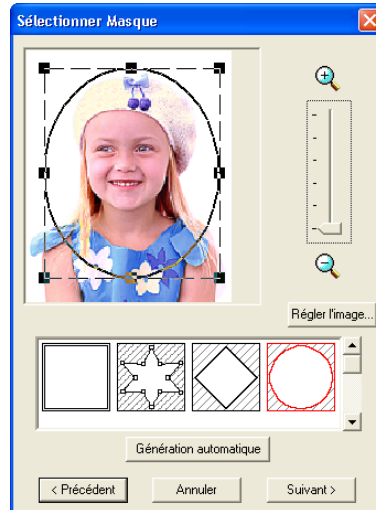 Sélectionner Masque
Régler l'image...
Génération automatique
< Précédent
Annuler
Suivant >